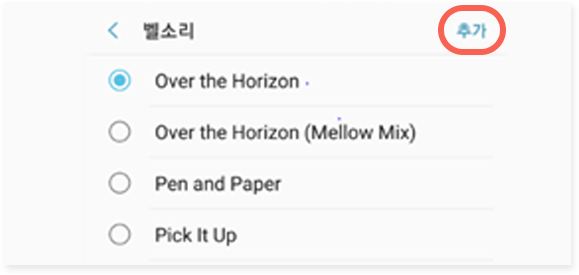 벨소리 추가
Over the Horizon
Over the Horizon (Mellow Mix)
Pen and Paper
Pick It Up